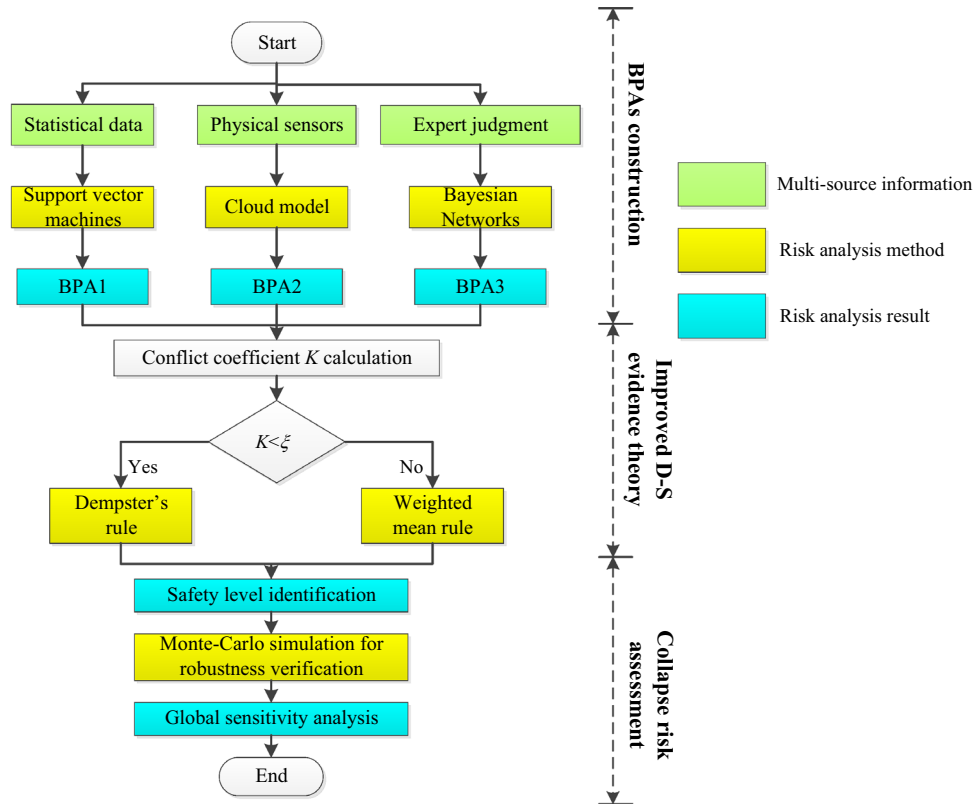 Start
Statistical data
Physical sensors
Expert judgment
Support vector
machines
Cloud model
Bayesian
Networks
BPA1
BPA2
BPA3
Conflict coefficient K calculation
K<ξ
Yes
No
Dempster's
rule
Weighted
mean rule
Safety level identification
Monte-Carlo simulation for
robustness verification
Global sensitivity analysis
End
BPAs construction
Improved D-S
evidence theory
Collapse risk
assessment
Multi-source information
Risk analysis method
Risk analysis result